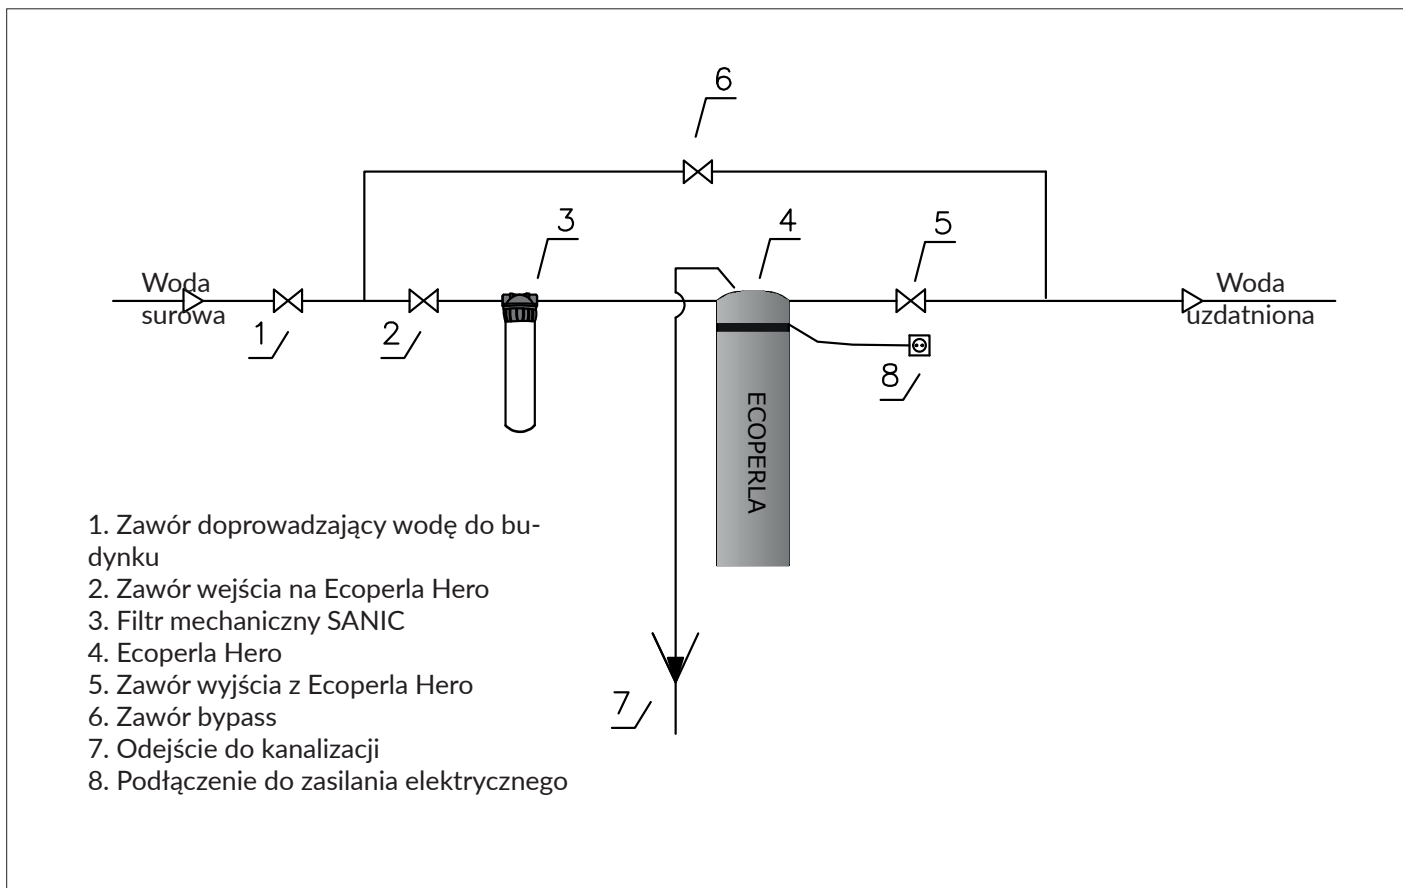 6
3
4
5
Woda
surowa
Woda
uzdatniona
1
2
8
ECOPERLA
1. Zawór doprowadzający wodę do bu-
dynku
2. Zawór wejścia na Ecoperla Hero
3. Filtr mechaniczny SANIC
4. Ecoperla Hero
5. Zawór wyjścia z Ecoperla Hero
6. Zawór bypass
7. Odejście do kanalizacji
8. Podłączenie do zasilania elektrycznego
7